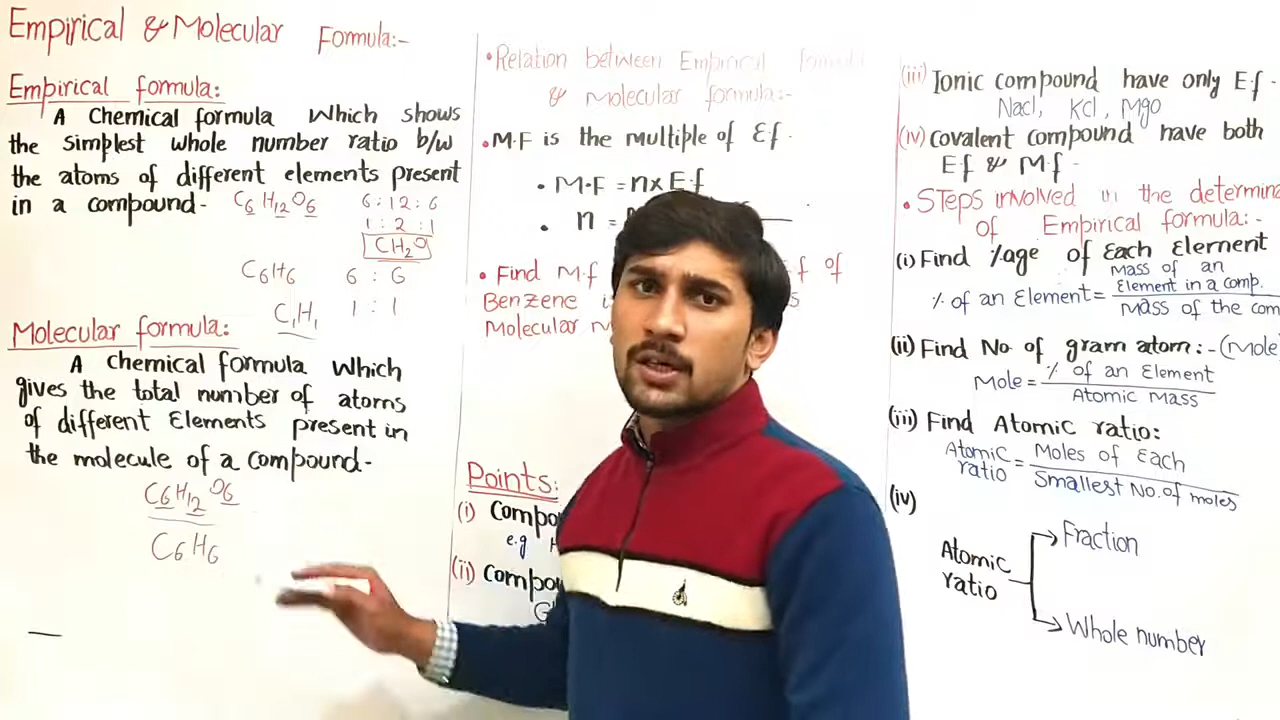 Empirical & Molecular Formula:-
Empirical formula:
A Chemical formula Which shows
the simplest whole number ratio b/w
the atoms of different elements present
in a compound- C6 H12 O6 6:12:6
1:2:1
CH2O
C6H6 6 : 6
C1H1 1 : 1
Molecular formula:
A Chemical formula Which
gives the total number of atoms
of different Elements present in
the molecule of a compound-
C6H12O6
C6H6
• Relation between Empirical
& Molecular formula:-
• M.F is the multiple of Ef.
• M.F = n x E.f
• n =
• Find M.f of
Benzene
Molecular
Points:
(i)
e.g
(ii)
(iii) Ionic compound have only E.f -
Nacl, Kcl, Mgo
(iv) covalent compound have both
E.f & M.f -
• Steps involved in the
of Empirical formula:-
(i) Find %age of Each Element
% of an Element = Mass of an
Element in a comp.
Mass of the
(ii) Find No. of gram atom:- (Mole
Mole = % of an Element
Atomic Mass
(iii) Find Atomic ratio:
Atomic ratio = Moles of Each
Smallest No. of moles
(iv)
Atomic ratio
Fraction
Whole number